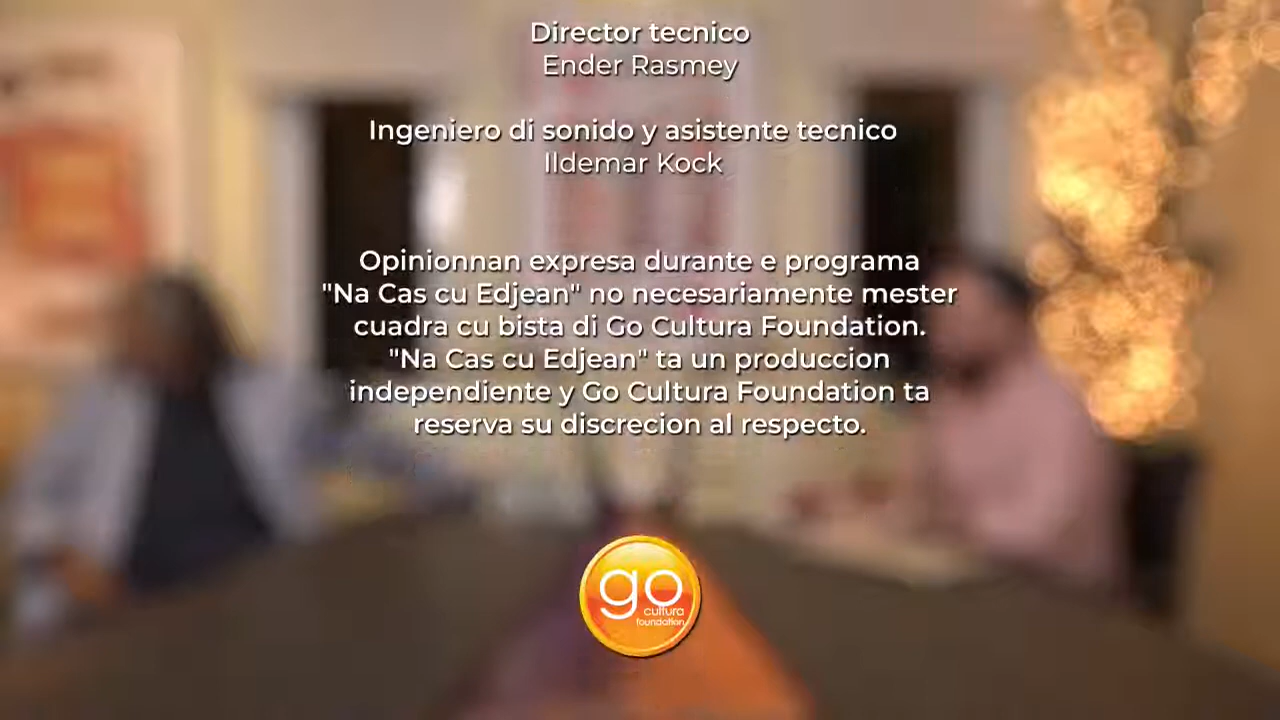 Director tecnico
Ender Rasmey
Ingeniero di sonido y asistente tecnico
Ildemar Kock
Opinionnan expresa durante e programa
"Na Cas cu Edjean" no necesariamente mester
cuadra cu bista di Go Cultura Foundation.
"Na Cas cu Edjean" ta un produccion
independiente y Go Cultura Foundation ta
reserva su discrecion al respecto.
go
cultura
foundation